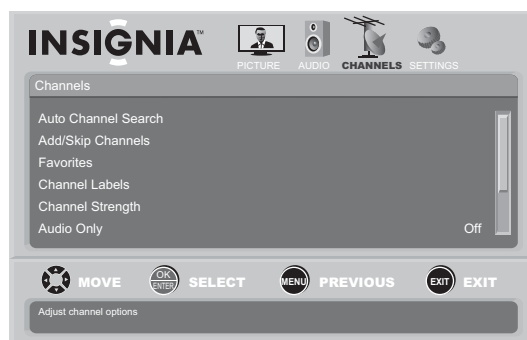 INSIGNIA™
PICTURE AUDIO CHANNELS SETTINGS
Channels
Auto Channel Search
Add/Skip Channels
Favorites
Channel Labels
Channel Strength
Audio Only Off
MOVE OK ENTER SELECT MENU PREVIOUS EXIT EXIT
Adjust channel options